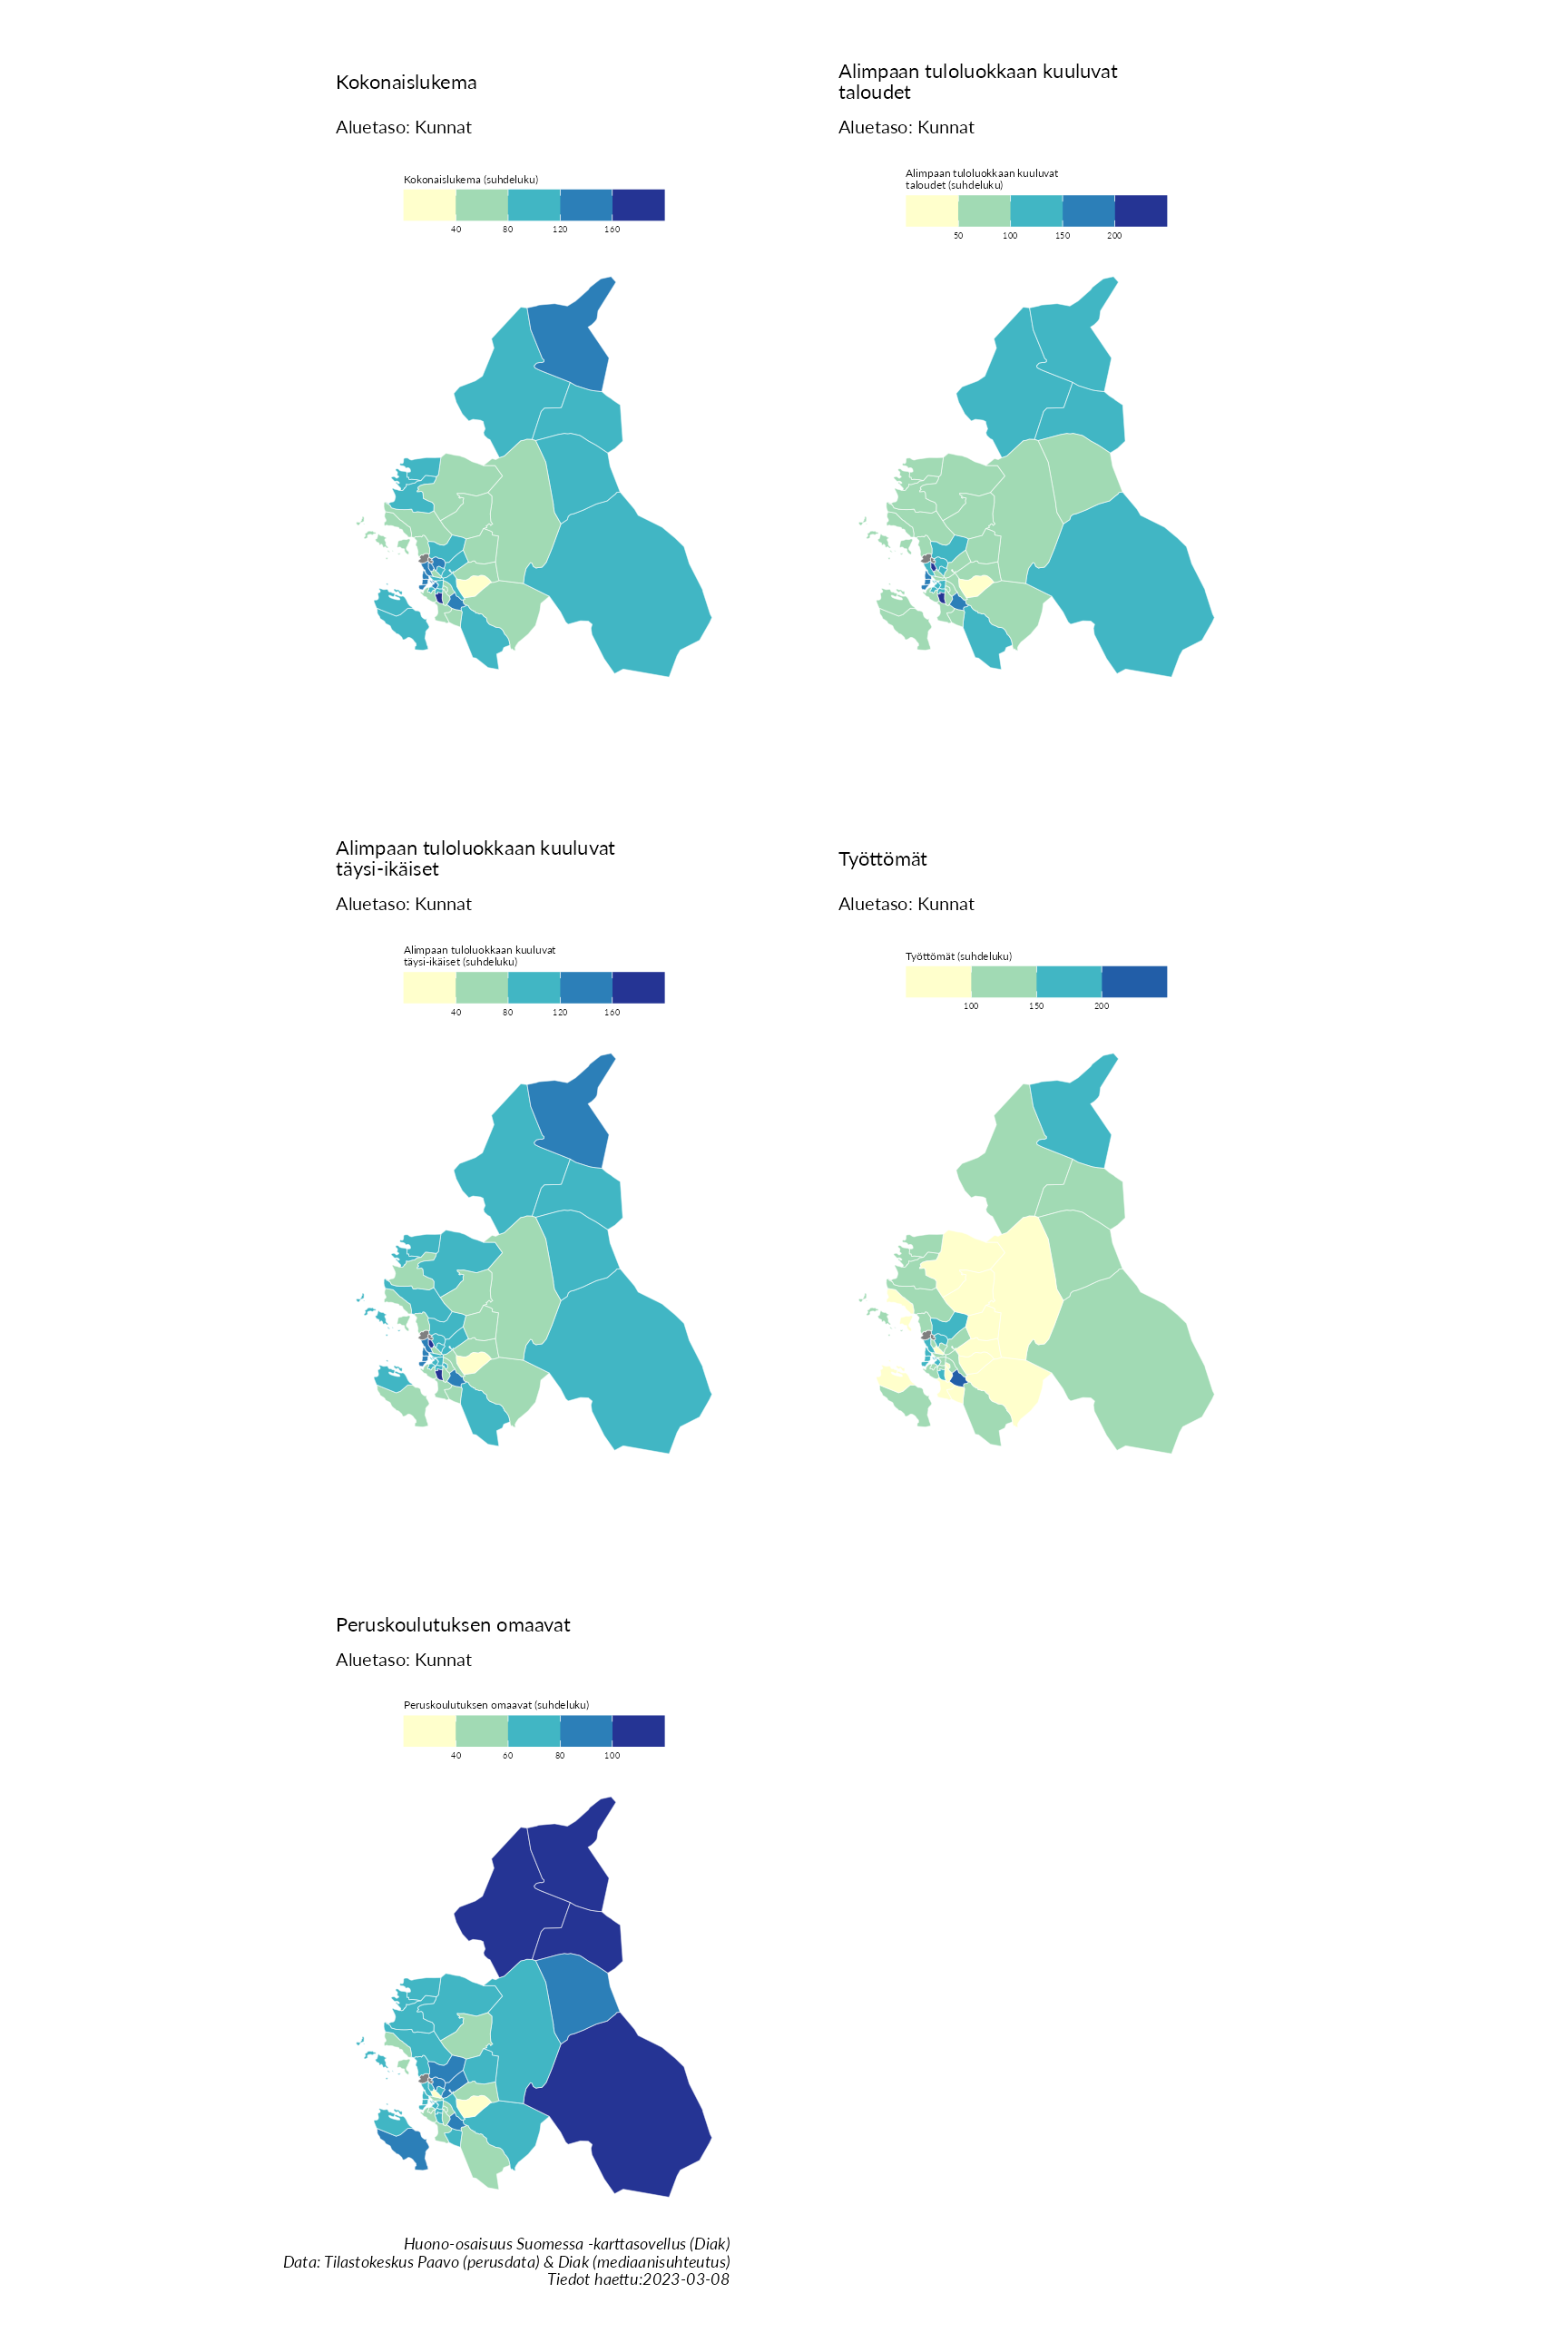 Kokonaislukema
Aluetaso: Kunnat
Kokonaislukema (suhdeluku)
40 80 120 160
Alimpaan tuloluokkaan kuuluvat
taloudet
Aluetaso: Kunnat
Alimpaan tuloluokkaan kuuluvat
taloudet (suhdeluku)
50 100 150 200
Alimpaan tuloluokkaan kuuluvat
täysi-ikäiset
Aluetaso: Kunnat
Alimpaan tuloluokkaan kuuluvat
täysi-ikäiset (suhdeluku)
40 80 120 160
Työttömät
Aluetaso: Kunnat
Työttömät (suhdeluku)
100 150 200
Peruskoulutuksen omaavat
Aluetaso: Kunnat
Peruskoulutuksen omaavat (suhdeluku)
40 60 80 100
Huono-osaisuus Suomessa -karttasovellus (Diak)
Data: Tilastokeskus Paavo (perusdata) & Diak (mediaanisuhteutus)
Tiedot haettu:2023-03-08